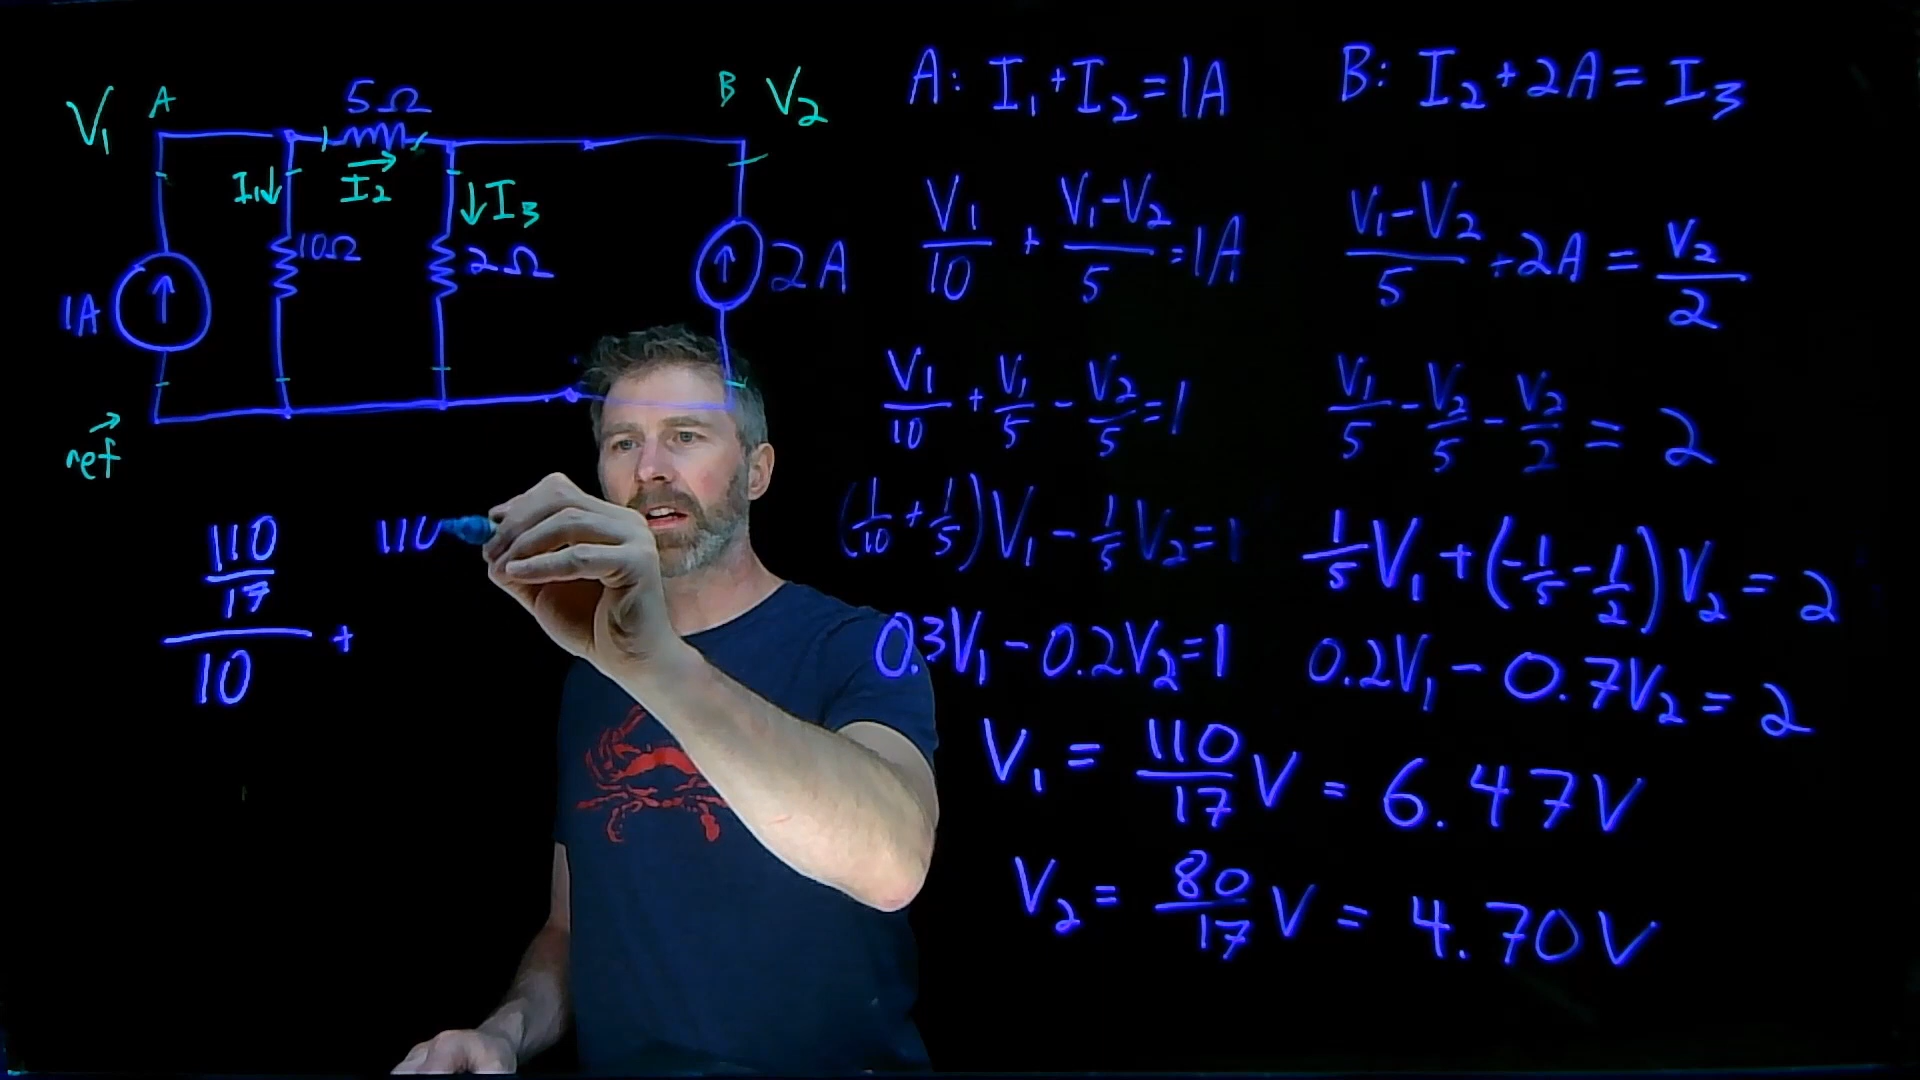 V₁ A 5Ω B V₂
I₁↓ I₂ → ↓I₃
10Ω 2Ω
1A ↑ ↑ 2A
→
ref
110/17 / 10 + 110
A: I₁+I₂=1A
V₁/10 + (V₁-V₂)/5 = 1A
V₁/10 + V₁/5 - V₂/5 = 1
(1/10 + 1/5)V₁ - 1/5 V₂ = 1
0.3V₁ - 0.2V₂ = 1
B: I₂+2A = I₃
(V₁-V₂)/5 + 2A = V₂/2
V₁/5 - V₂/5 - V₂/2 = 2
1/5 V₁ + (-1/5 - 1/2)V₂ = 2
0.2V₁ - 0.7V₂ = 2
V₁ = 110/17 V = 6.47V
V₂ = 80/17 V = 4.70V